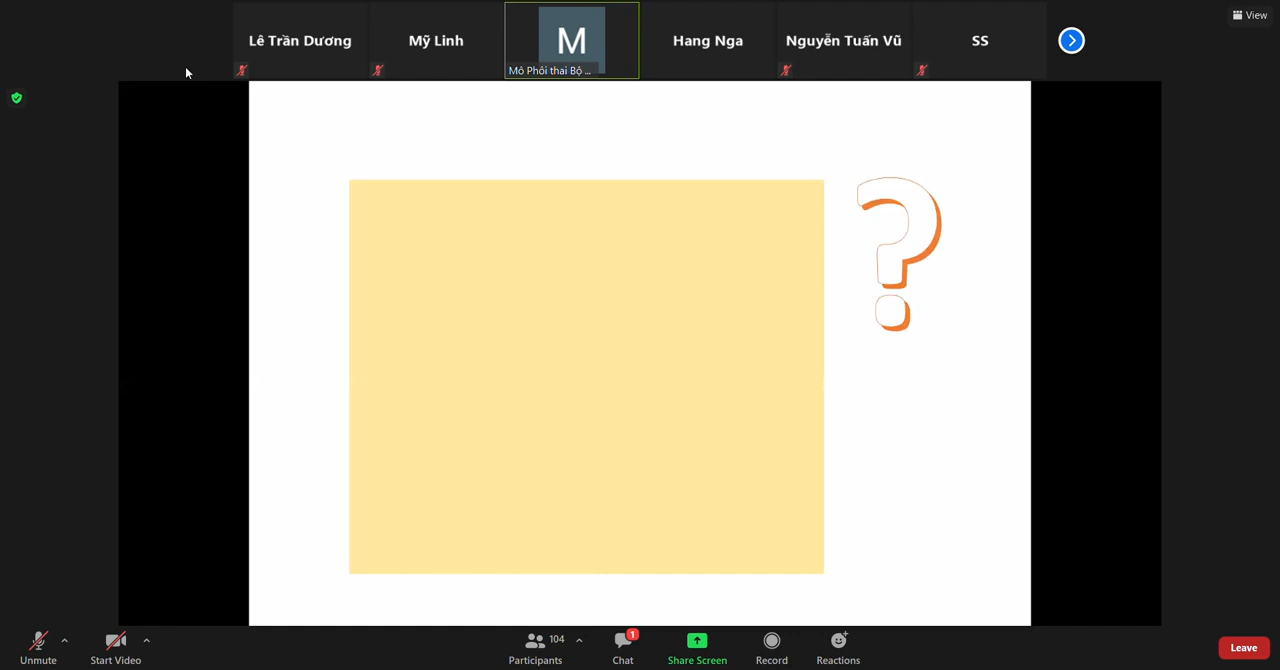 View
Lê Trần Dương
Mỹ Linh
M
Mô Phôi thai Bộ ...
Hang Nga
Nguyễn Tuấn Vũ
SS
?
Unmute
Start Video
104
Participants
1
Chat
Share Screen
Record
Reactions
Leave